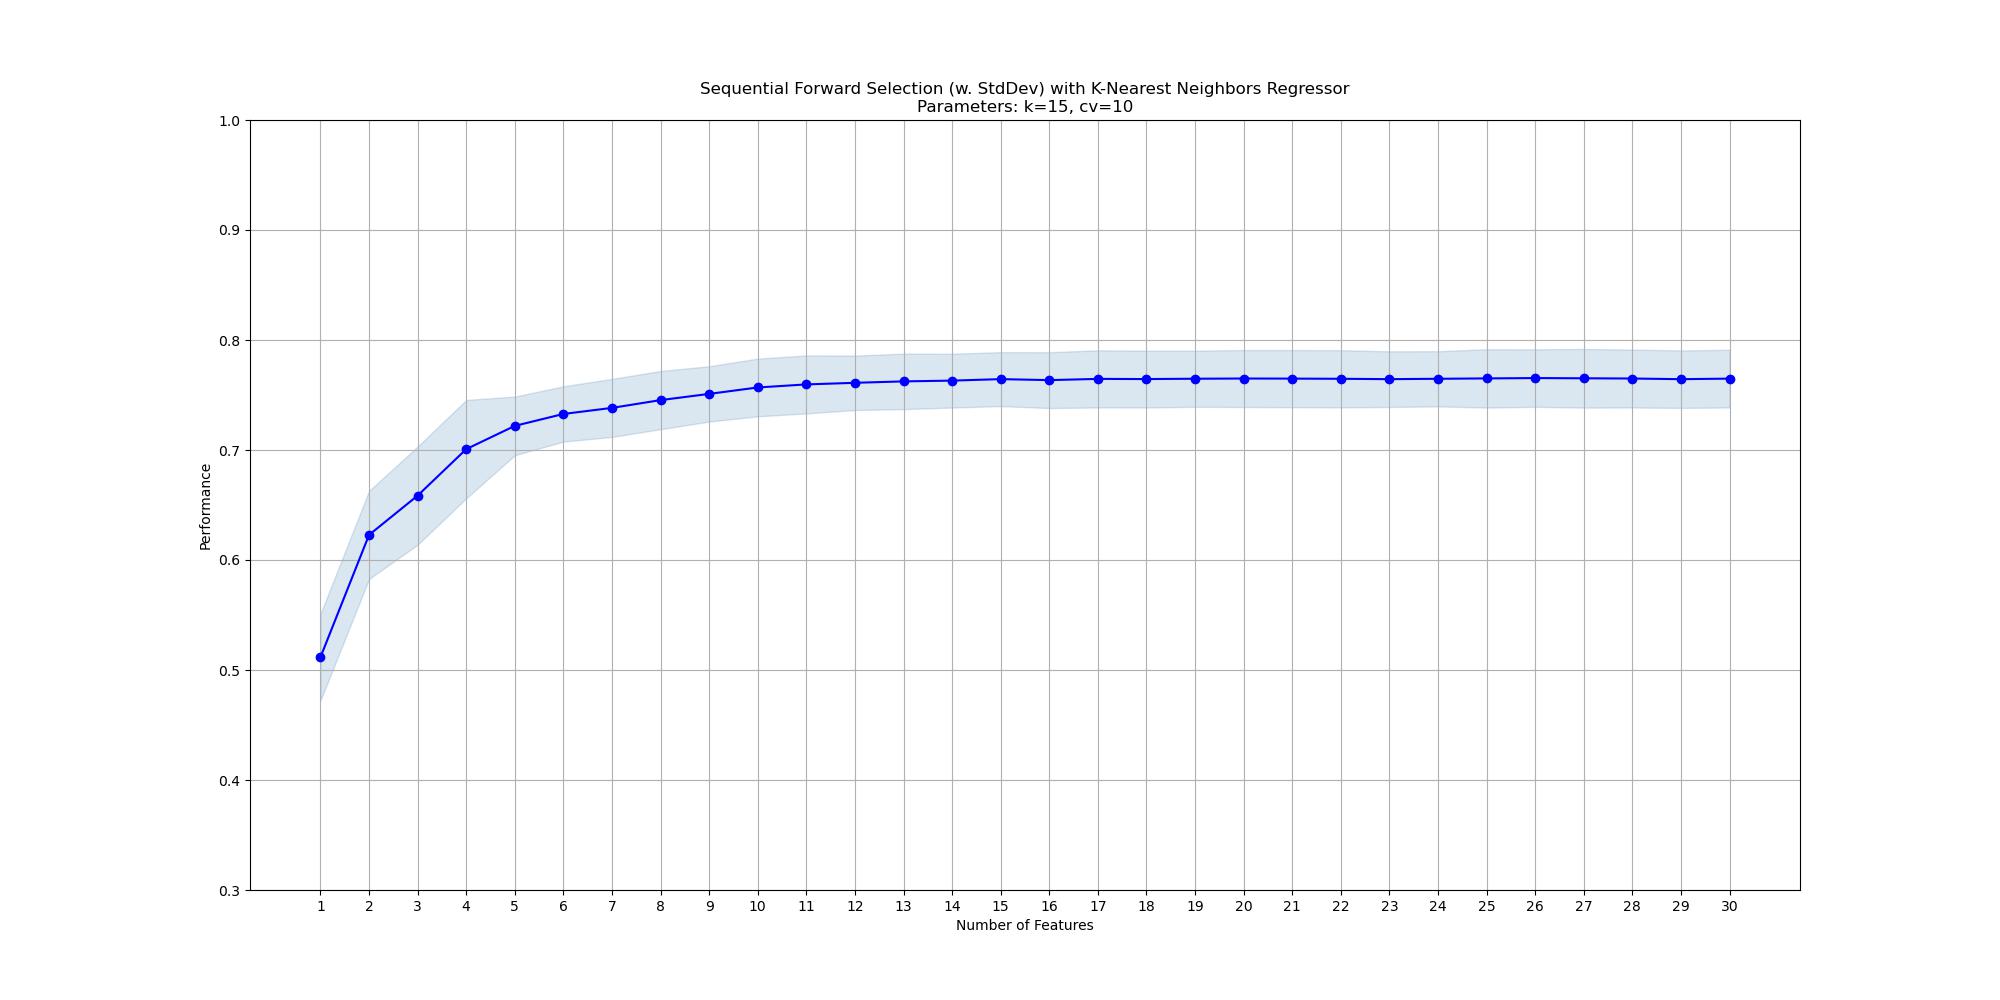 Sequential Forward Selection (w. StdDev) with K-Nearest Neighbors Regressor
Parameters: k=15, cv=10
1.0
0.9
0.8
0.7
0.6
0.5
0.4
0.3
Performance
1 2 3 4 5 6 7 8 9 10 11 12 13 14 15 16 17 18 19 20 21 22 23 24 25 26 27 28 29 30
Number of Features